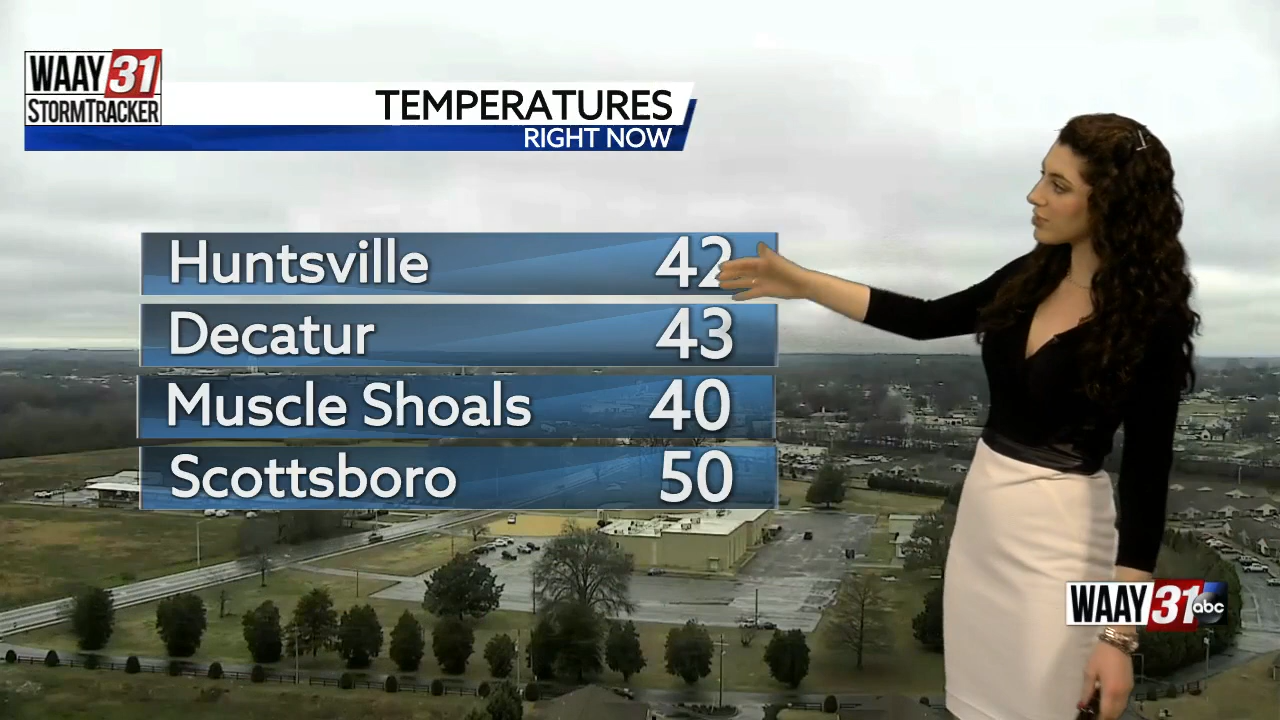 WAAY 31
STORMTRACKER
TEMPERATURES
RIGHT NOW
Huntsville 42
Decatur 43
Muscle Shoals 40
Scottsboro 50
WAAY 31 abc